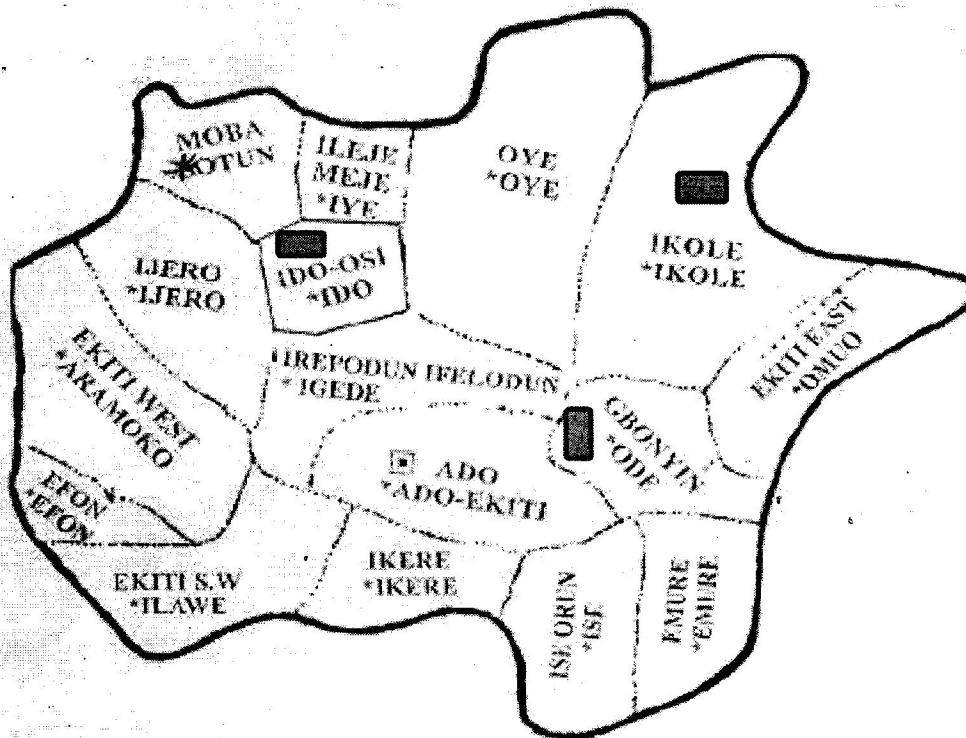 MOBA
*OTUN
ILEJE
MEJE
*IYE
OYE
*OYE
IKOLE
*IKOLE
IJERO
*IJERO
IDO-OSI
*IDO
EKITI EAST
*OMUO
EKITI WEST
*ARAMOKO
IREPODUN IFELODUN
* IGEDE
GBONYIN
*ODE
ADO
*ADO-EKITI
EFON
*EFON
EKITI S.W
*ILAWE
IKERE
*IKERE
ISE ORUN
*ISE
EMURE
*EMURE